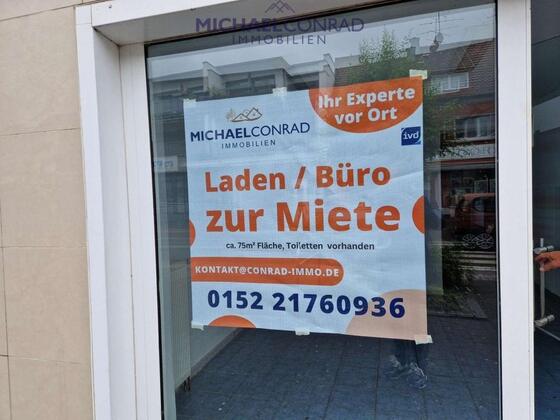 MICHAELCONRAD
IMMOBILIEN
Ihr Experte
vor Ort
MICHAELCONRAD
IMMOBILIEN
ivd
Laden / Büro
zur Miete
ca. 75m² Fläche, Toiletten vorhanden
KONTAKT@CONRAD-IMMO.DE
0152 21760936